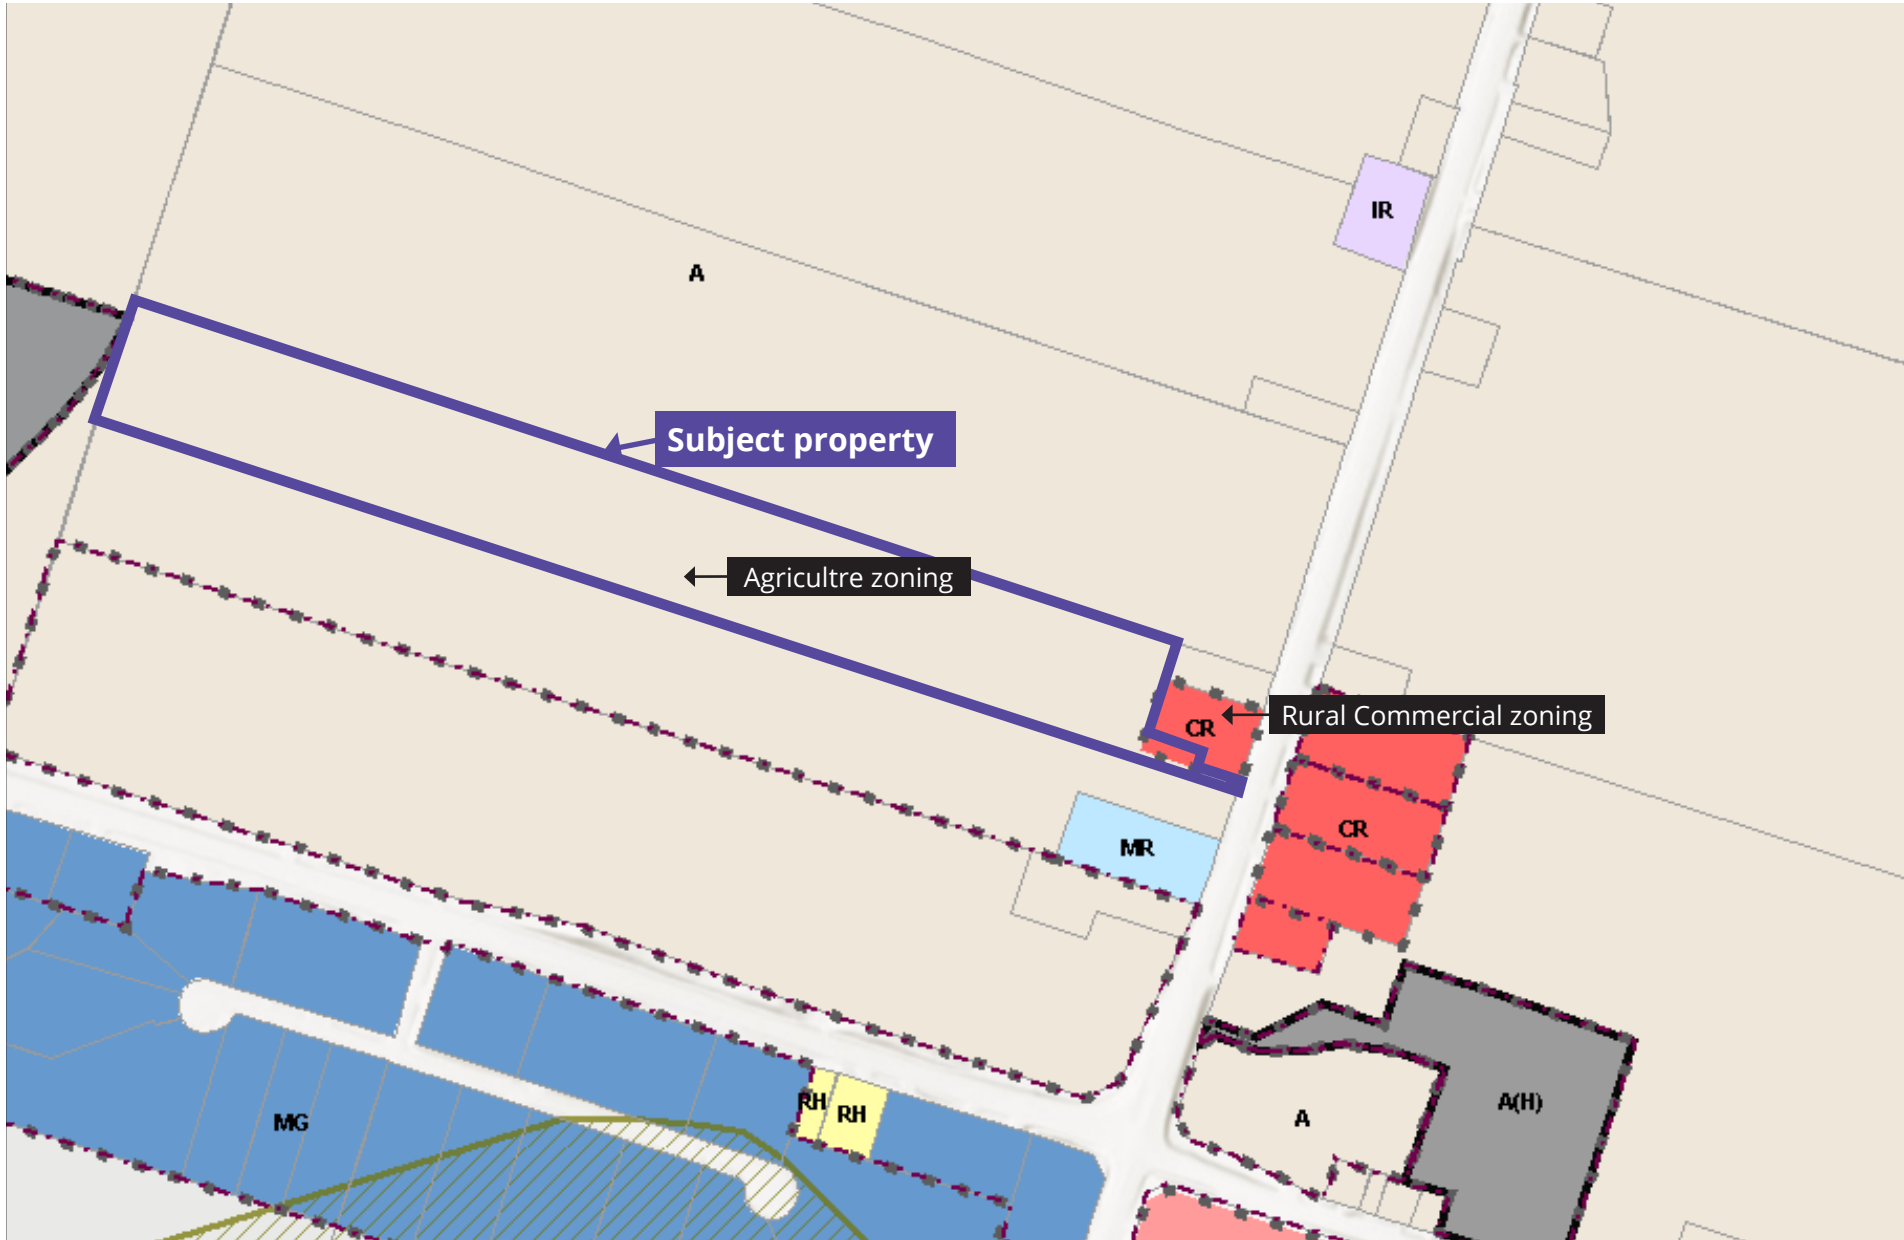 IR
A
Subject property
Agricultre zoning
CR
Rural Commercial zoning
CR
MR
RH
RH
MG
A
A(H)